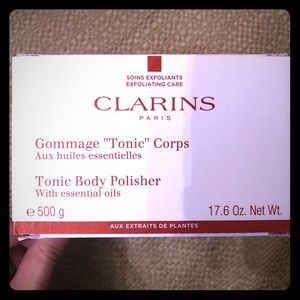 SOINS EXFOLIANTS
EXFOLIATING CARE
CLARINS
PARIS
Gommage "Tonic" Corps
Aux huiles essentielles
Tonic Body Polisher
With essential oils
e 500 g 17.6 Oz. Net Wt.
AUX EXTRAITS DE PLANTES